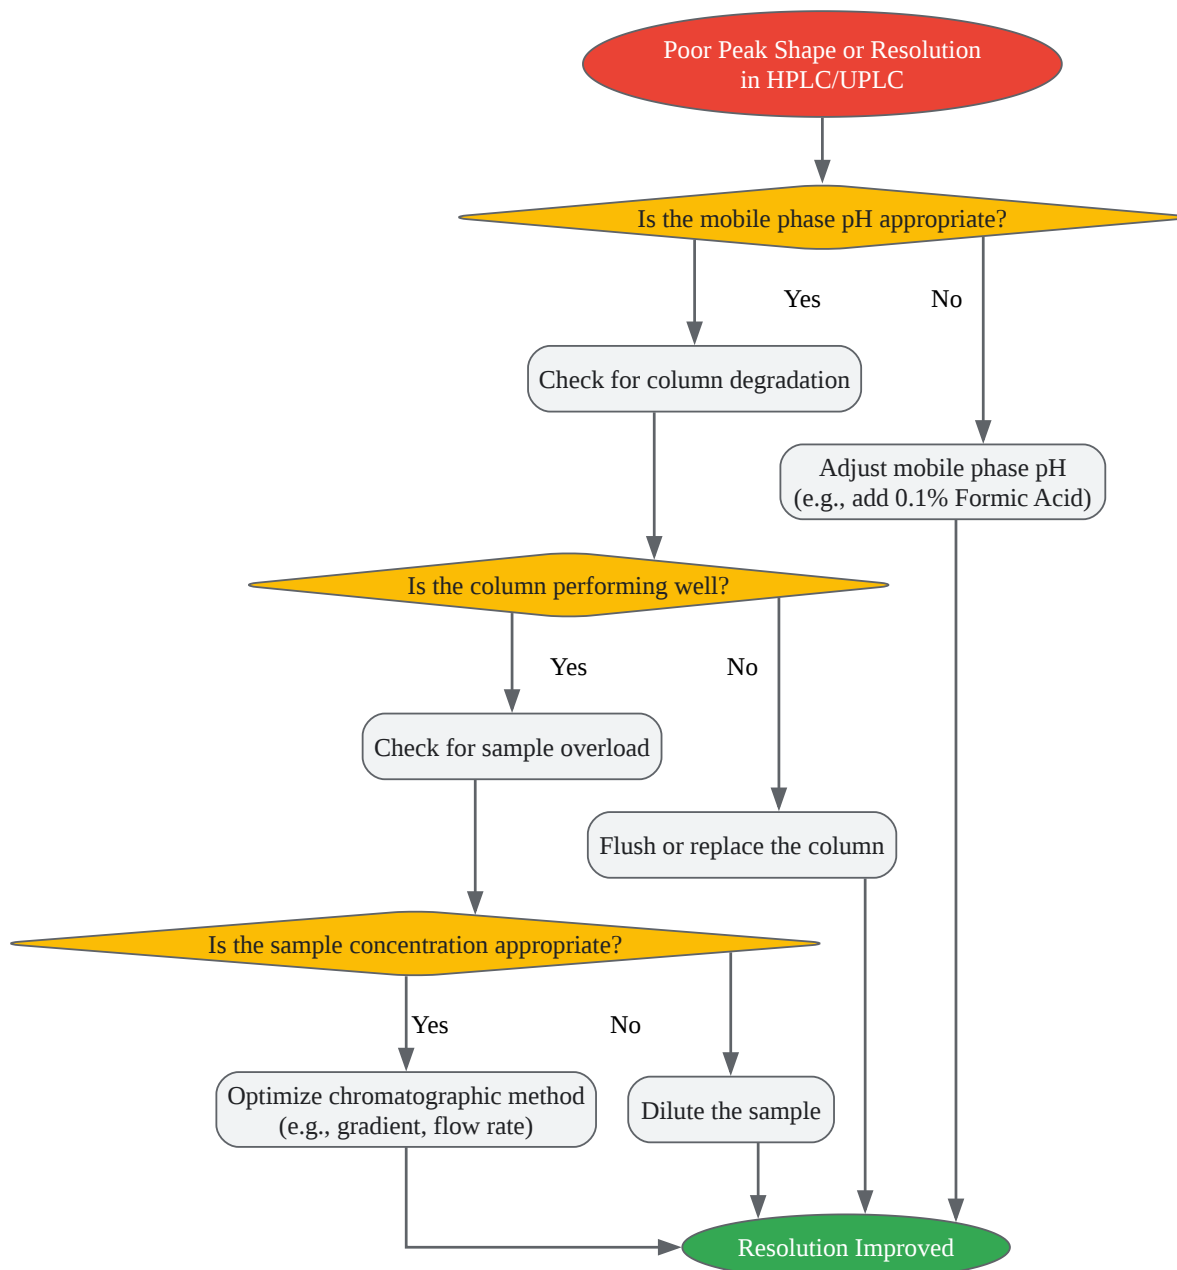 Poor Peak Shape or Resolution
in HPLC/UPLC
Is the mobile phase pH appropriate?
Yes
No
Check for column degradation
Adjust mobile phase pH
(e.g., add 0.1% Formic Acid)
Is the column performing well?
Yes
No
Check for sample overload
Flush or replace the column
Is the sample concentration appropriate?
Yes
No
Optimize chromatographic method
(e.g., gradient, flow rate)
Dilute the sample
Resolution Improved